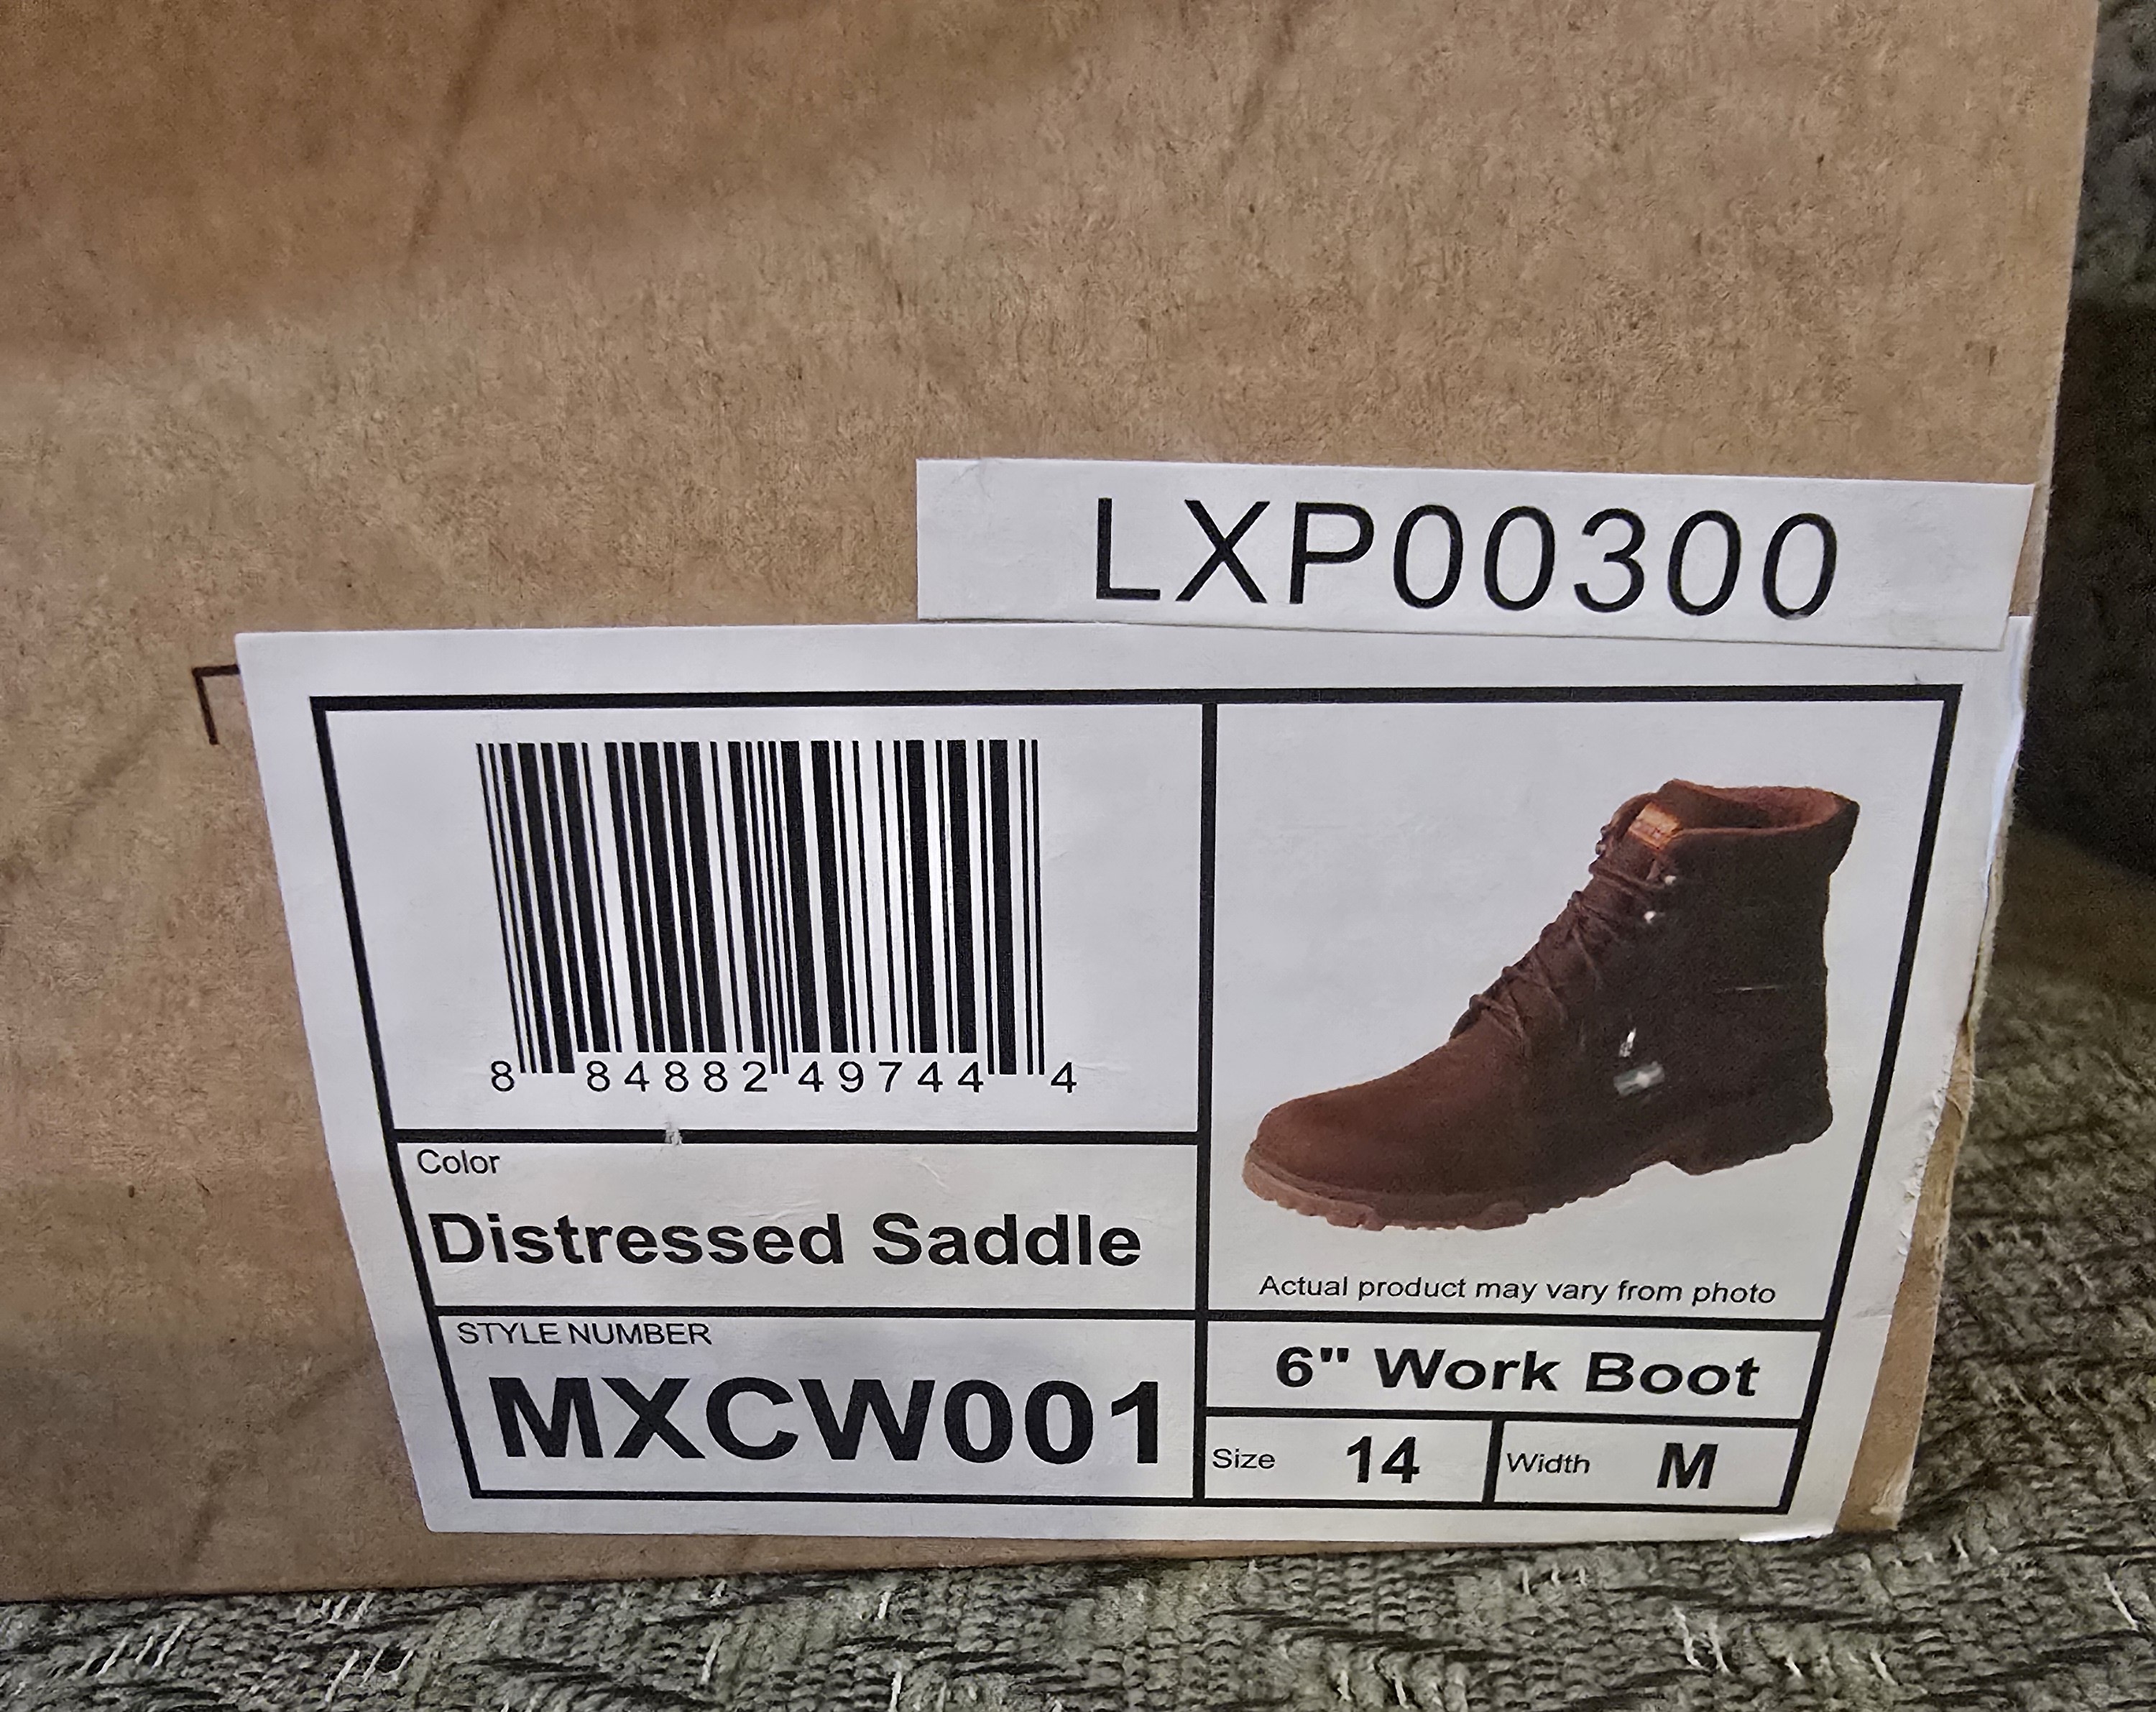 LXP00300
8 84882 49744 4
Color
Distressed Saddle
Actual product may vary from photo
STYLE NUMBER
MXCW001
6" Work Boot
Size 14
Width M